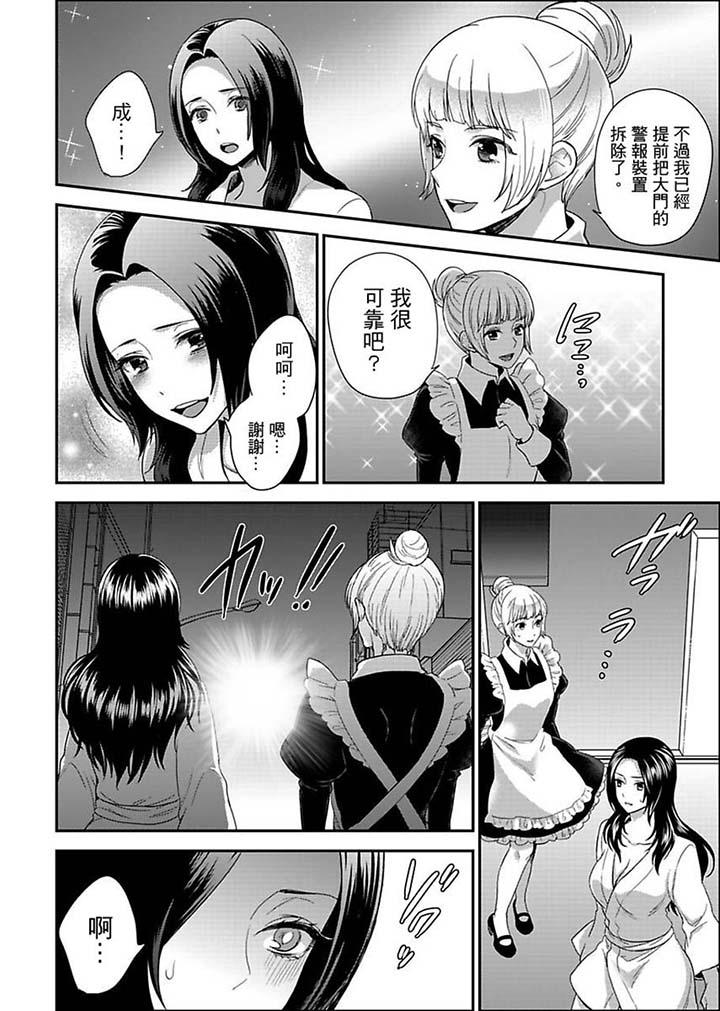 不過我已經
提前把大門的
警報裝置
拆除了。
成…！
ニコ…
我很
可靠吧？
呵呵…
嗯…
謝謝…
ガラ
ラ…
カッ!!
ドクン…
啊…